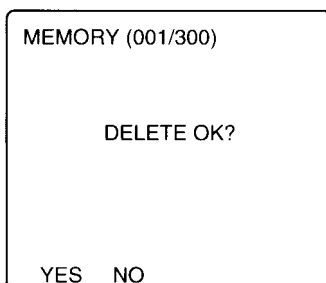 MEMORY (001/300)
DELETE OK?
YES NO